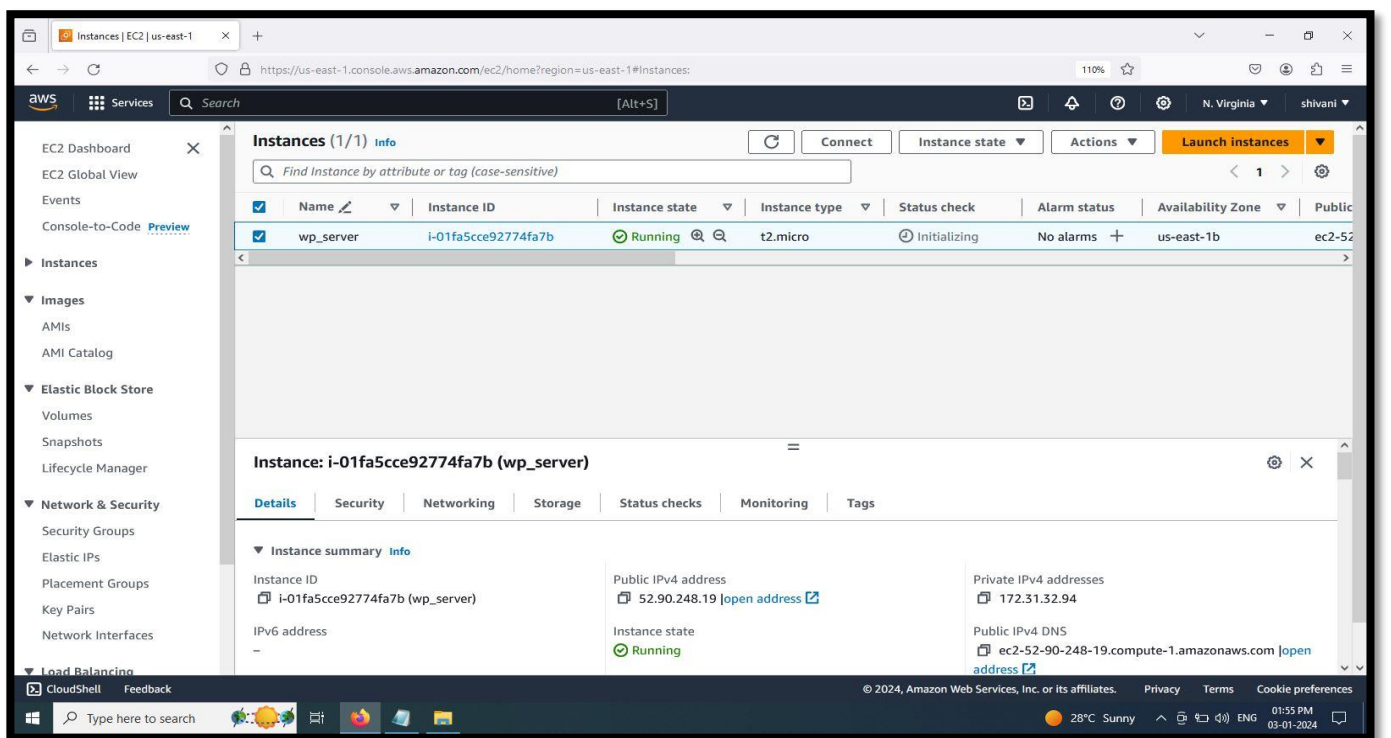 Instances | EC2 | us-east-1
https://us-east-1.console.aws.amazon.com/ec2/home?region=us-east-1#Instances:
110%
aws Services Search [Alt+S] N. Virginia shivani
EC2 Dashboard
EC2 Global View
Events
Console-to-Code Preview
Instances
Images
AMIs
AMI Catalog
Elastic Block Store
Volumes
Snapshots
Lifecycle Manager
Network & Security
Security Groups
Elastic IPs
Placement Groups
Key Pairs
Network Interfaces
Load Balancing
Instances (1/1) Info Connect Instance state Actions Launch instances
Find Instance by attribute or tag (case-sensitive) 1
Name Instance ID Instance state Instance type Status check Alarm status Availability Zone Public
wp_server i-01fa5cce92774fa7b Running t2.micro Initializing No alarms us-east-1b ec2-52
Instance: i-01fa5cce92774fa7b (wp_server)
Details Security Networking Storage Status checks Monitoring Tags
Instance summary Info
Instance ID
i-01fa5cce92774fa7b (wp_server)
IPv6 address
–
Public IPv4 address
52.90.248.19 |open address
Instance state
Running
Private IPv4 addresses
172.31.32.94
Public IPv4 DNS
ec2-52-90-248-19.compute-1.amazonaws.com |open
address
CloudShell Feedback © 2024, Amazon Web Services, Inc. or its affiliates. Privacy Terms Cookie preferences
Type here to search 28°C Sunny ENG 01:55 PM
03-01-2024